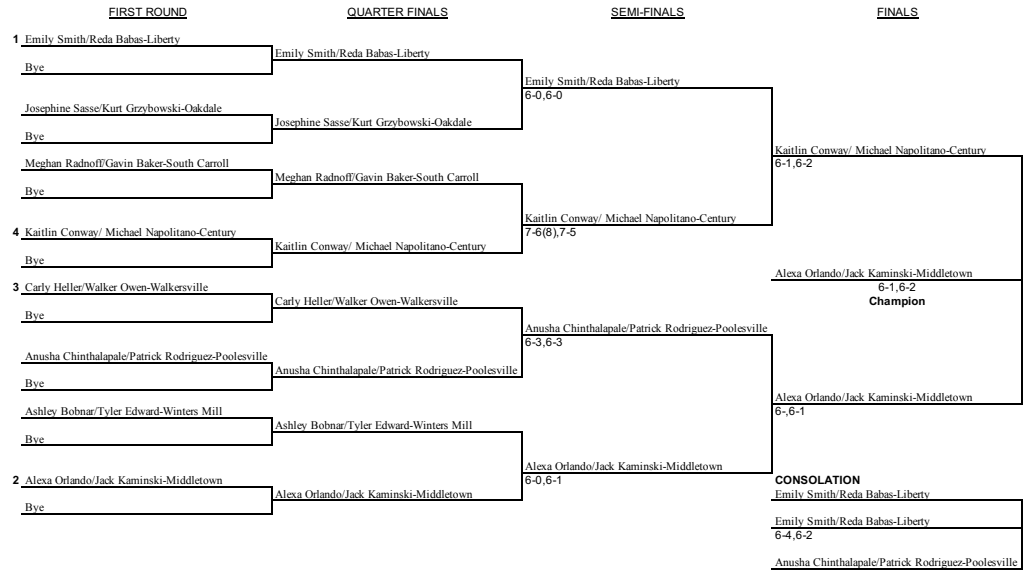 FIRST ROUND
QUARTER FINALS
SEMI-FINALS
FINALS
1 Emily Smith/Reda Babas-Liberty
Bye
Josephine Sasse/Kurt Grzybowski-Oakdale
Bye
Meghan Radnoff/Gavin Baker-South Carroll
Bye
4 Kaitlin Conway/ Michael Napolitano-Century
Bye
3 Carly Heller/Walker Owen-Walkersville
Bye
Anusha Chinthalapale/Patrick Rodriguez-Poolesville
Bye
Ashley Bobnar/Tyler Edward-Winters Mill
Bye
2 Alexa Orlando/Jack Kaminski-Middletown
Bye
Emily Smith/Reda Babas-Liberty
Josephine Sasse/Kurt Grzybowski-Oakdale
Meghan Radnoff/Gavin Baker-South Carroll
Kaitlin Conway/ Michael Napolitano-Century
Carly Heller/Walker Owen-Walkersville
Anusha Chinthalapale/Patrick Rodriguez-Poolesville
Ashley Bobnar/Tyler Edward-Winters Mill
Alexa Orlando/Jack Kaminski-Middletown
Emily Smith/Reda Babas-Liberty
6-0,6-0
Kaitlin Conway/ Michael Napolitano-Century
7-6(8),7-5
Anusha Chinthalapale/Patrick Rodriguez-Poolesville
6-3,6-3
Alexa Orlando/Jack Kaminski-Middletown
6-0,6-1
Kaitlin Conway/ Michael Napolitano-Century
6-1,6-2
Alexa Orlando/Jack Kaminski-Middletown
6-1,6-2
Champion
Alexa Orlando/Jack Kaminski-Middletown
6-,6-1
CONSOLATION
Emily Smith/Reda Babas-Liberty
Emily Smith/Reda Babas-Liberty
6-4,6-2
Anusha Chinthalapale/Patrick Rodriguez-Poolesville